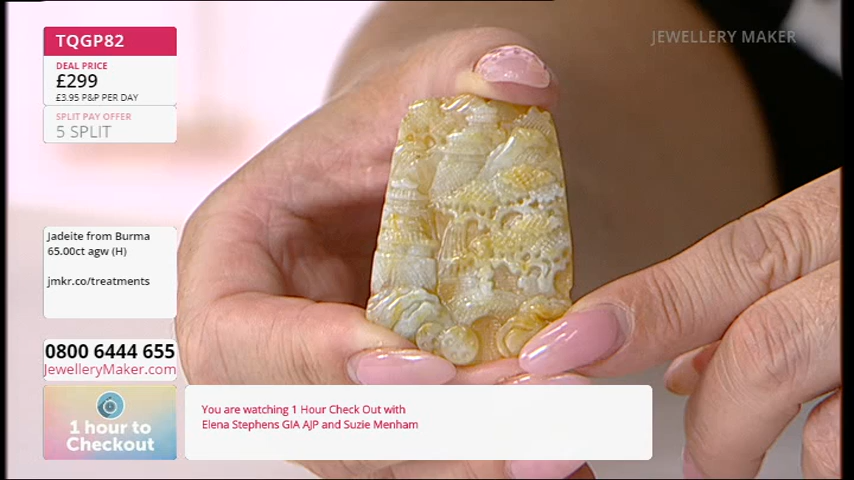 TQGP82
JEWELLERY MAKER
DEAL PRICE
£299
£3.95 P&P PER DAY
SPLIT PAY OFFER
5 SPLIT
Jadeite from Burma
65.00ct agw (H)
jmkr.co/treatments
0800 6444 655
JewelleryMaker.com
1 hour to
Checkout
You are watching 1 Hour Check Out with
Elena Stephens GIA AJP and Suzie Menham